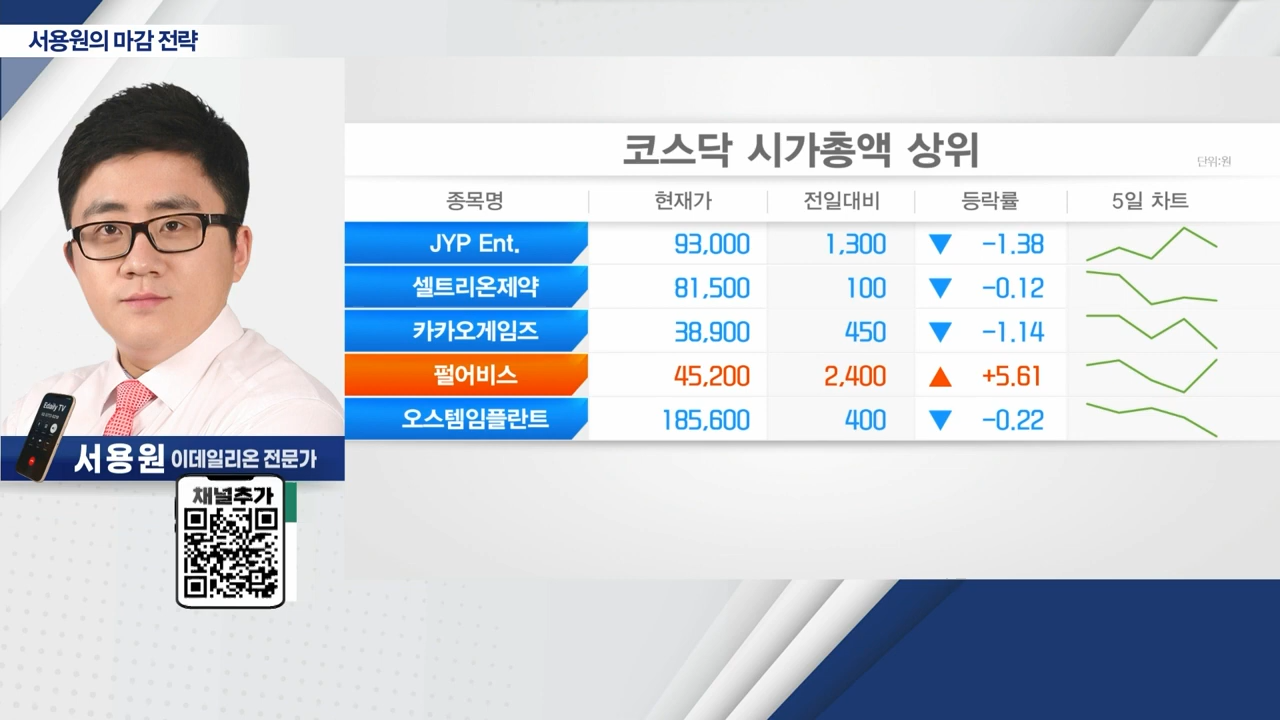 서용원의 마감 전략
코스닥 시가총액 상위
단위:원
종목명 현재가 전일대비 등락률 5일 차트
JYP Ent. 93,000 1,300 ▼ -1.38
셀트리온제약 81,500 100 ▼ -0.12
카카오게임즈 38,900 450 ▼ -1.14
펄어비스 45,200 2,400 ▲ +5.61
오스템임플란트 185,600 400 ▼ -0.22
Edaily TV
서용원 이데일리온 전문가
채널추가